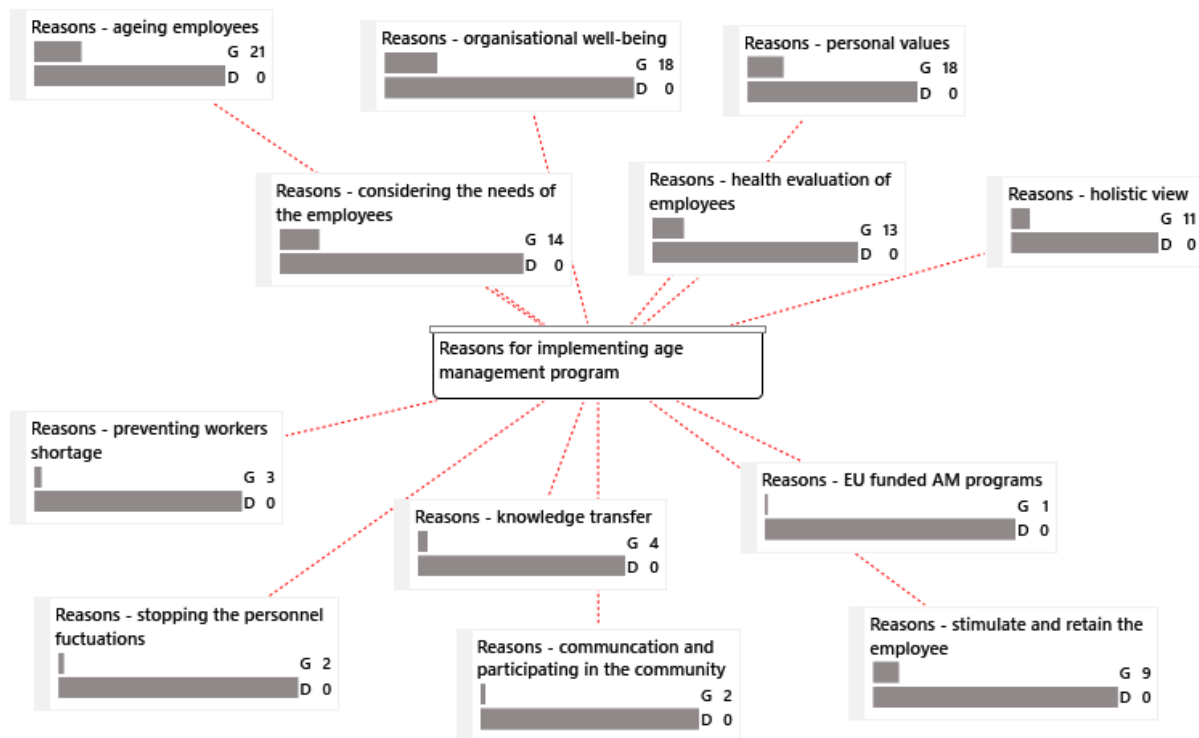 Reasons - ageing employees
G 21
D 0
Reasons - organisational well-being
G 18
D 0
Reasons - personal values
G 18
D 0
Reasons - considering the needs of
the employees
G 14
D 0
Reasons - health evaluation of
employees
G 13
D 0
Reasons - holistic view
G 11
D 0
Reasons for implementing age
management program
Reasons - preventing workers
shortage
G 3
D 0
Reasons - knowledge transfer
G 4
D 0
Reasons - EU funded AM programs
G 1
D 0
Reasons - stopping the personnel
fuctuations
G 2
D 0
Reasons - communcation and
participating in the community
G 2
D 0
Reasons - stimulate and retain the
employee
G 9
D 0